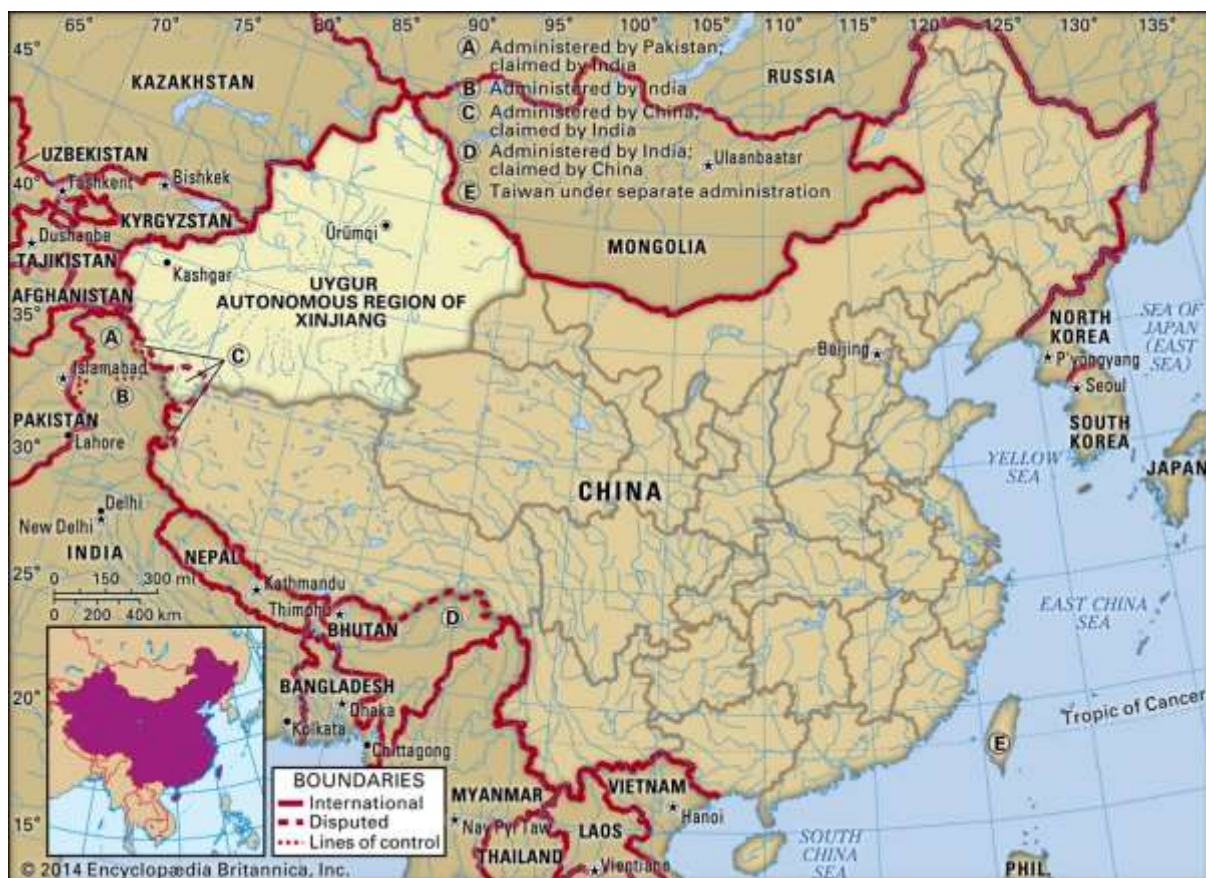 65° 70° 75° 80° 85° 90° 95° 100° 105° 110° 115° 120° 125° 130° 135°
45°
40°
35°
30°
25°
20°
15°
A Administered by Pakistan;
claimed by India
B Administered by India
C Administered by China;
claimed by India
D Administered by India;
claimed by China
E Taiwan under separate administration
KAZAKHSTAN
RUSSIA
UZBEKISTAN
Tashkent
Bishkek
KYRGYZSTAN
Dushanbe
TAJIKISTAN
AFGHANISTAN
Ulaanbaatar
MONGOLIA
Ürümqi
Kashgar
UYGUR
AUTONOMOUS REGION OF
XINJIANG
A
C
B
Islamabad
PAKISTAN
Lahore
Delhi
New Delhi
INDIA
Beijing
NORTH
KOREA
P'yongyang
Seoul
SOUTH
KOREA
SEA OF
JAPAN
(EAST
SEA)
YELLOW
SEA
JAPAN
CHINA
NEPAL
Kathmandu
Thimphu
BHUTAN
D
BANGLADESH
Dhaka
Kolkata
Chittagong
EAST CHINA
SEA
Tropic of Cancer
E
MYANMAR
Nay Pyi Taw
VIETNAM
Hanoi
LAOS
THAILAND
Vientiane
SOUTH
CHINA
SEA
PHIL.
0 150 300 mi
0 200 400 km
BOUNDARIES
International
Disputed
Lines of control
© 2014 Encyclopædia Britannica, Inc.